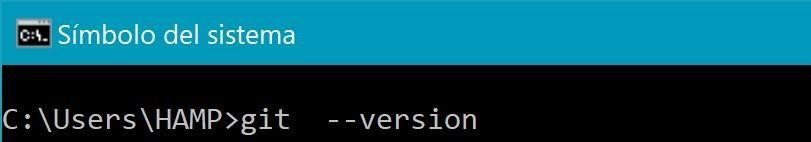 C:\. Símbolo del sistema
C:\Users\HAMP>git  --version